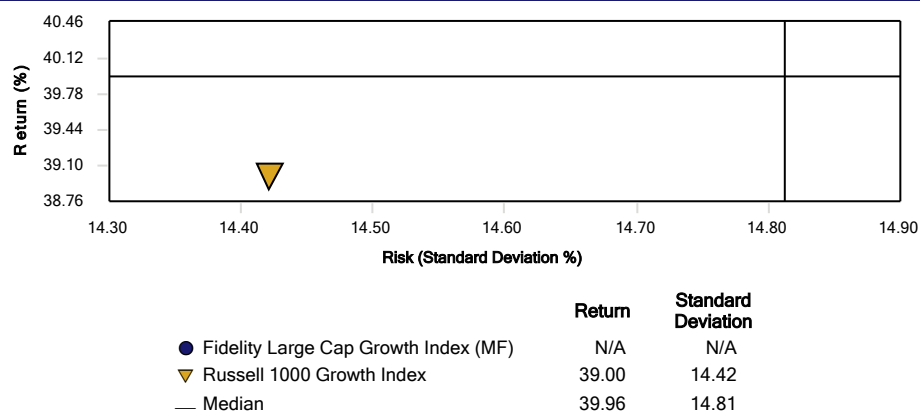 40.46
40.12
39.78
39.44
39.10
38.76
Return (%)
14.30 14.40 14.50 14.60 14.70 14.80 14.90
Risk (Standard Deviation %)
Return Standard Deviation
Fidelity Large Cap Growth Index (MF) N/A N/A
Russell 1000 Growth Index 39.00 14.42
Median 39.96 14.81